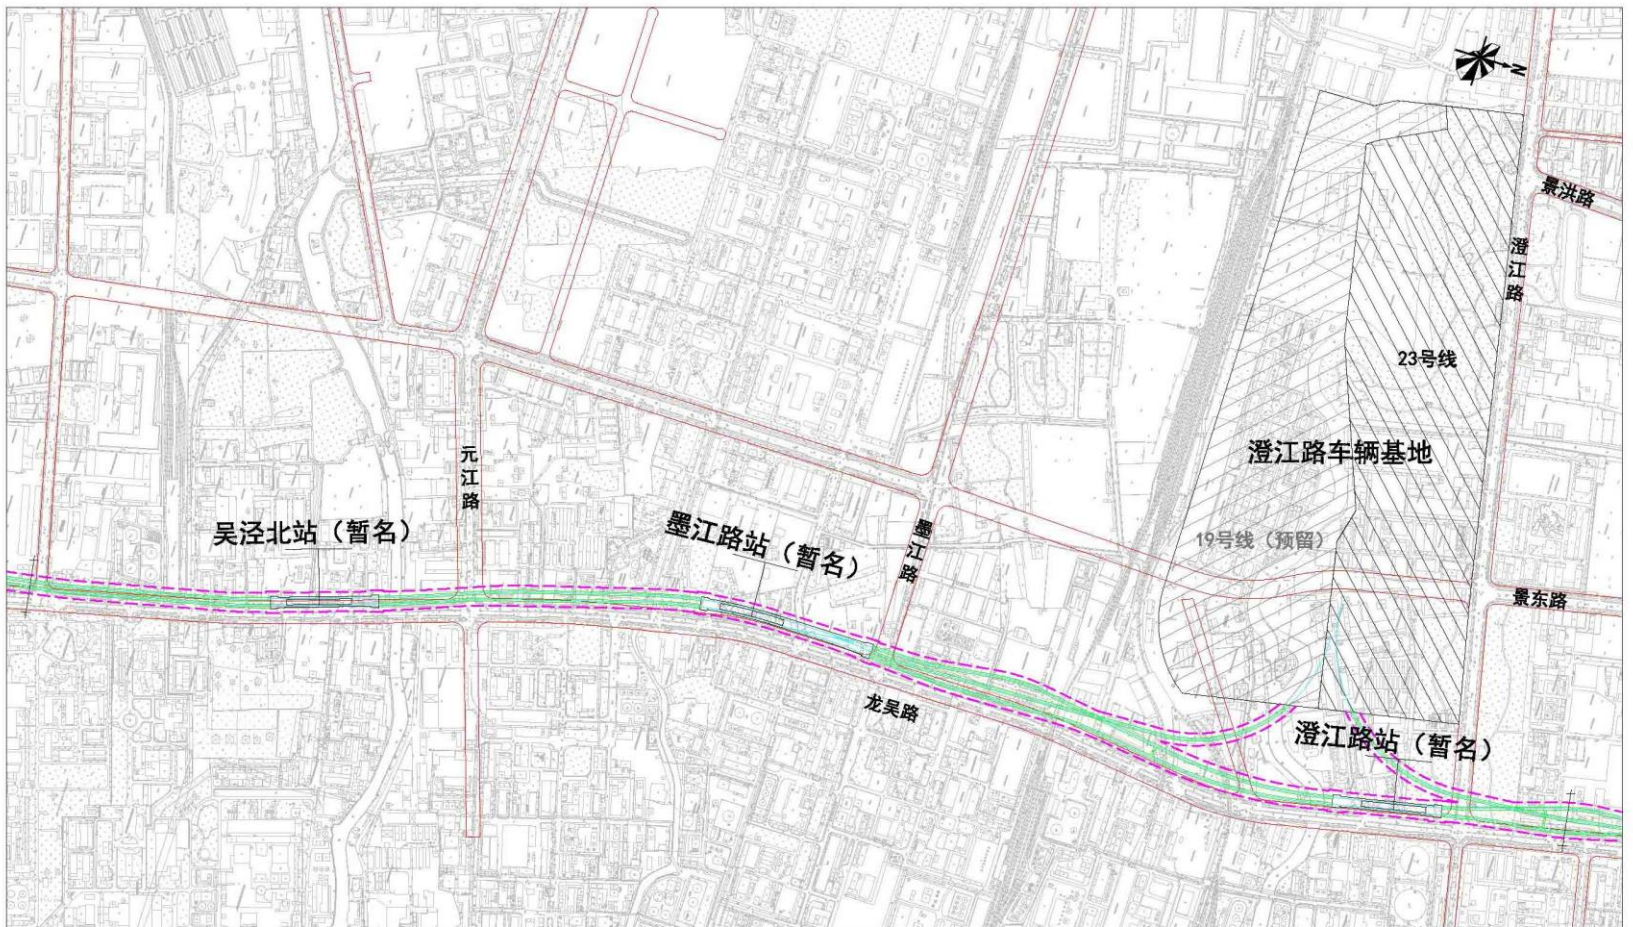 N
景洪路
澄江路
23号线
澄江路车辆基地
元江路
吴泾北站（暂名）
墨江路站（暂名）
墨江路
19号线（预留）
景东路
龙吴路
澄江路站（暂名）